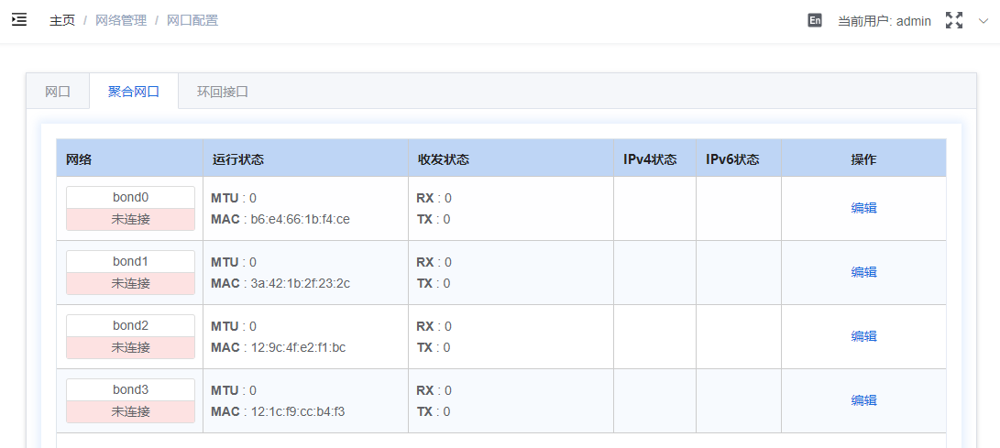 主页 / 网络管理 / 网口配置
En 当前用户: admin
网口 聚合网口 环回接口
网络 运行状态 收发状态 IPv4状态 IPv6状态 操作
bond0
未连接
MTU : 0
MAC : b6:e4:66:1b:f4:ce
RX : 0
TX : 0
编辑
bond1
未连接
MTU : 0
MAC : 3a:42:1b:2f:23:2c
RX : 0
TX : 0
编辑
bond2
未连接
MTU : 0
MAC : 12:9c:4f:e2:f1:bc
RX : 0
TX : 0
编辑
bond3
未连接
MTU : 0
MAC : 12:1c:f9:cc:b4:f3
RX : 0
TX : 0
编辑